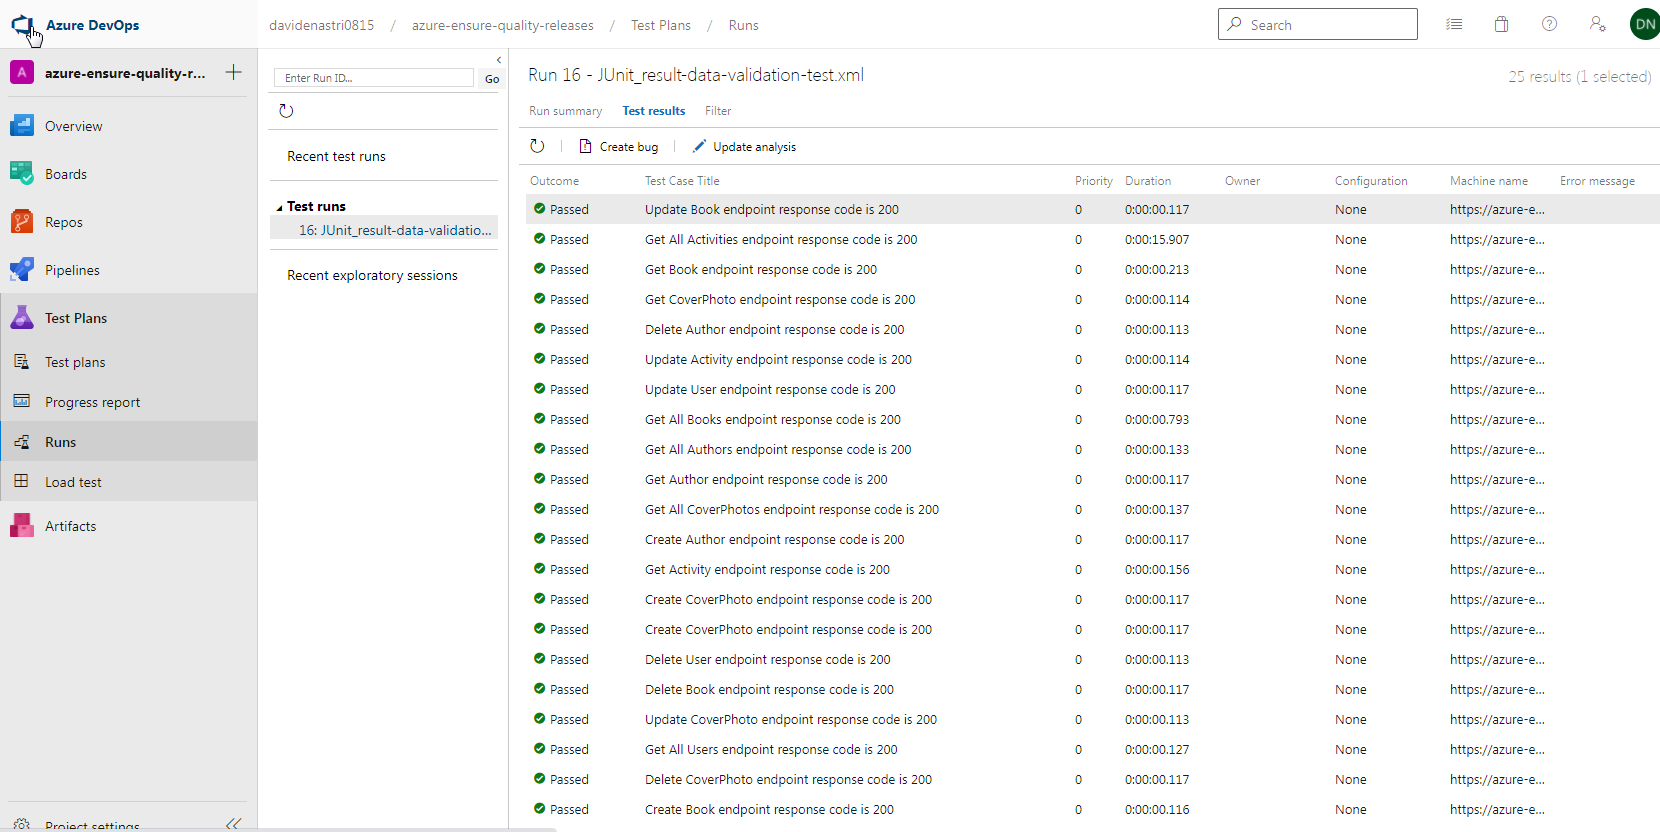 Azure DevOps
davidenastri0815 / azure-ensure-quality-releases / Test Plans / Runs
Search
DN
A azure-ensure-quality-r...
Overview
Boards
Repos
Pipelines
Test Plans
Test plans
Progress report
Runs
Load test
Artifacts
Project settings
Enter Run ID...
Go
Recent test runs
Test runs
16: JUnit_result-data-validatio...
Recent exploratory sessions
Run 16 - JUnit_result-data-validation-test.xml
25 results (1 selected)
Run summary Test results Filter
Create bug Update analysis
Outcome Test Case Title Priority Duration Owner Configuration Machine name Error message
Passed Update Book endpoint response code is 200 0 0:00:00.117 None https://azure-e...
Passed Get All Activities endpoint response code is 200 0 0:00:15.907 None https://azure-e...
Passed Get Book endpoint response code is 200 0 0:00:00.213 None https://azure-e...
Passed Get CoverPhoto endpoint response code is 200 0 0:00:00.114 None https://azure-e...
Passed Delete Author endpoint response code is 200 0 0:00:00.113 None https://azure-e...
Passed Update Activity endpoint response code is 200 0 0:00:00.114 None https://azure-e...
Passed Update User endpoint response code is 200 0 0:00:00.117 None https://azure-e...
Passed Get All Books endpoint response code is 200 0 0:00:00.793 None https://azure-e...
Passed Get All Authors endpoint response code is 200 0 0:00:00.133 None https://azure-e...
Passed Get Author endpoint response code is 200 0 0:00:00.117 None https://azure-e...
Passed Get All CoverPhotos endpoint response code is 200 0 0:00:00.137 None https://azure-e...
Passed Create Author endpoint response code is 200 0 0:00:00.117 None https://azure-e...
Passed Get Activity endpoint response code is 200 0 0:00:00.156 None https://azure-e...
Passed Create CoverPhoto endpoint response code is 200 0 0:00:00.117 None https://azure-e...
Passed Create CoverPhoto endpoint response code is 200 0 0:00:00.117 None https://azure-e...
Passed Delete User endpoint response code is 200 0 0:00:00.113 None https://azure-e...
Passed Delete Book endpoint response code is 200 0 0:00:00.117 None https://azure-e...
Passed Update CoverPhoto endpoint response code is 200 0 0:00:00.113 None https://azure-e...
Passed Get All Users endpoint response code is 200 0 0:00:00.127 None https://azure-e...
Passed Delete CoverPhoto endpoint response code is 200 0 0:00:00.117 None https://azure-e...
Passed Create Book endpoint response code is 200 0 0:00:00.116 None https://azure-e...